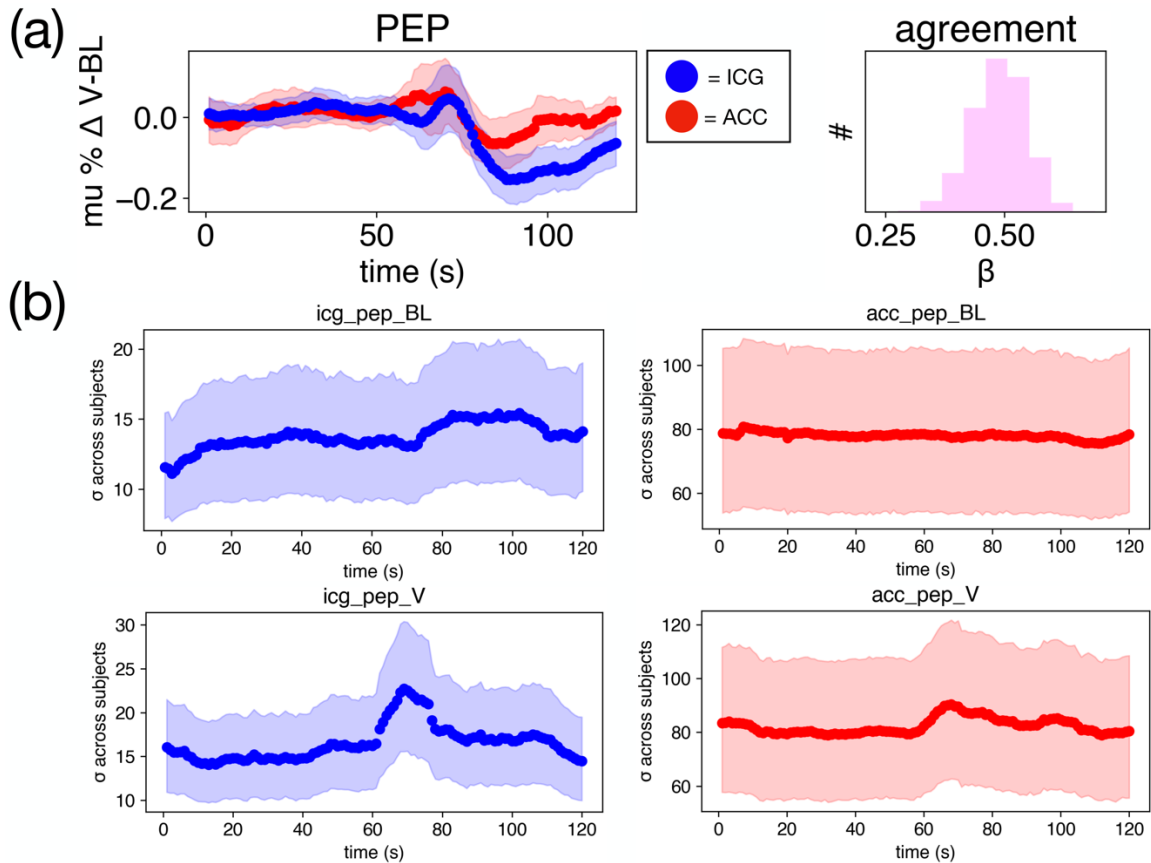 (a)
PEP
mu % Δ V-BL
0.0
−0.2
0
50
100
time (s)
= ICG
= ACC
agreement
#
0.25
0.50
β
(b)
icg_pep_BL
σ across subjects
20
15
10
0
20
40
60
80
100
120
time (s)
acc_pep_BL
σ across subjects
100
80
60
0
20
40
60
80
100
120
time (s)
icg_pep_V
σ across subjects
30
25
20
15
10
0
20
40
60
80
100
120
time (s)
acc_pep_V
σ across subjects
120
100
80
60
0
20
40
60
80
100
120
time (s)